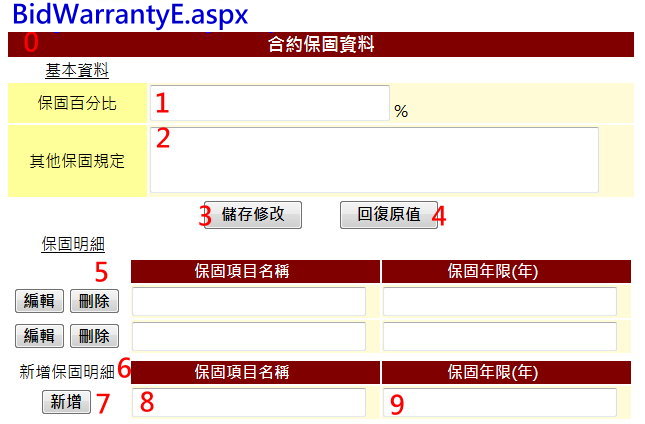 BidWarrantyE.aspx
0 合約保固資料
基本資料
保固百分比 1 %
其他保固規定 2
3 儲存修改 回復原值 4
保固明細
5 保固項目名稱 保固年限(年)
編輯 刪除
編輯 刪除
新增保固明細 6 保固項目名稱 保固年限(年)
新增 7 8 9